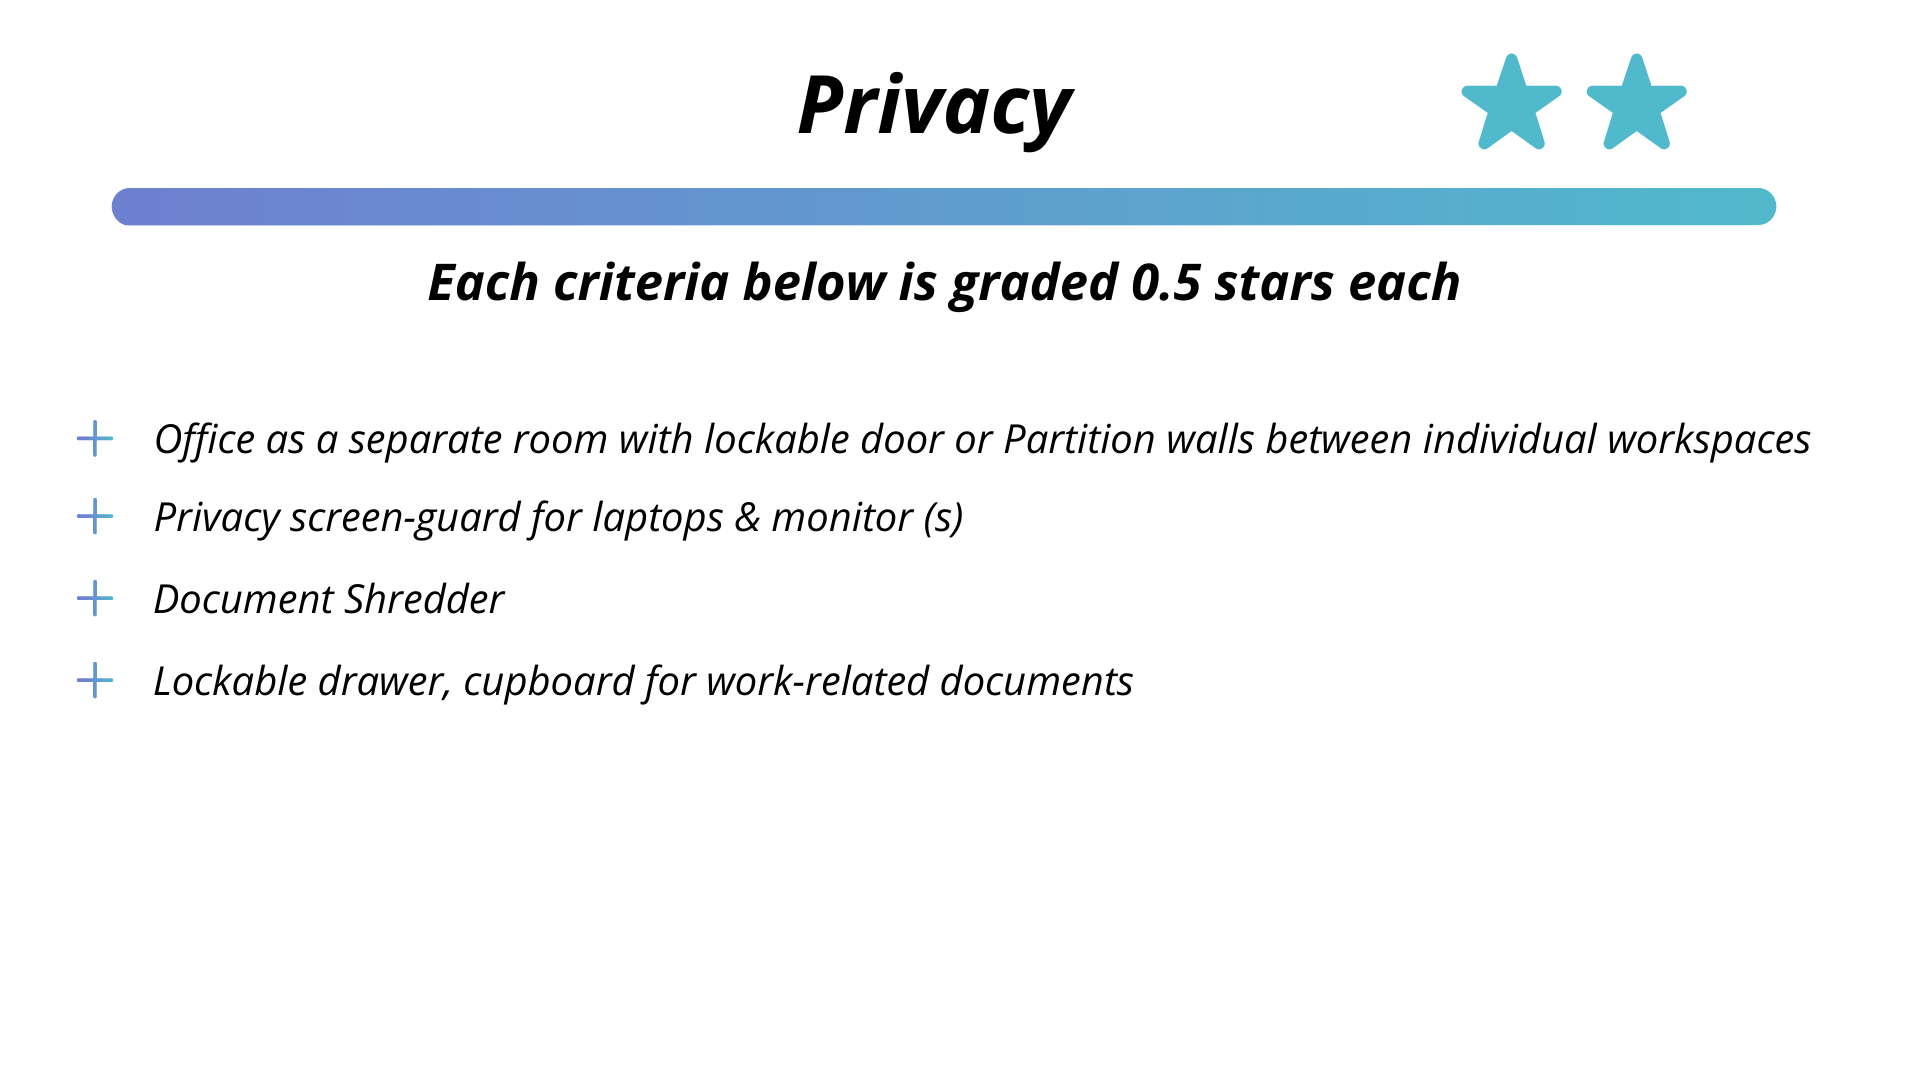 Privacy
Each criteria below is graded 0.5 stars each
Office as a separate room with lockable door or Partition walls between individual workspaces
Privacy screen-guard for laptops & monitor (s)
Document Shredder
Lockable drawer, cupboard for work-related documents